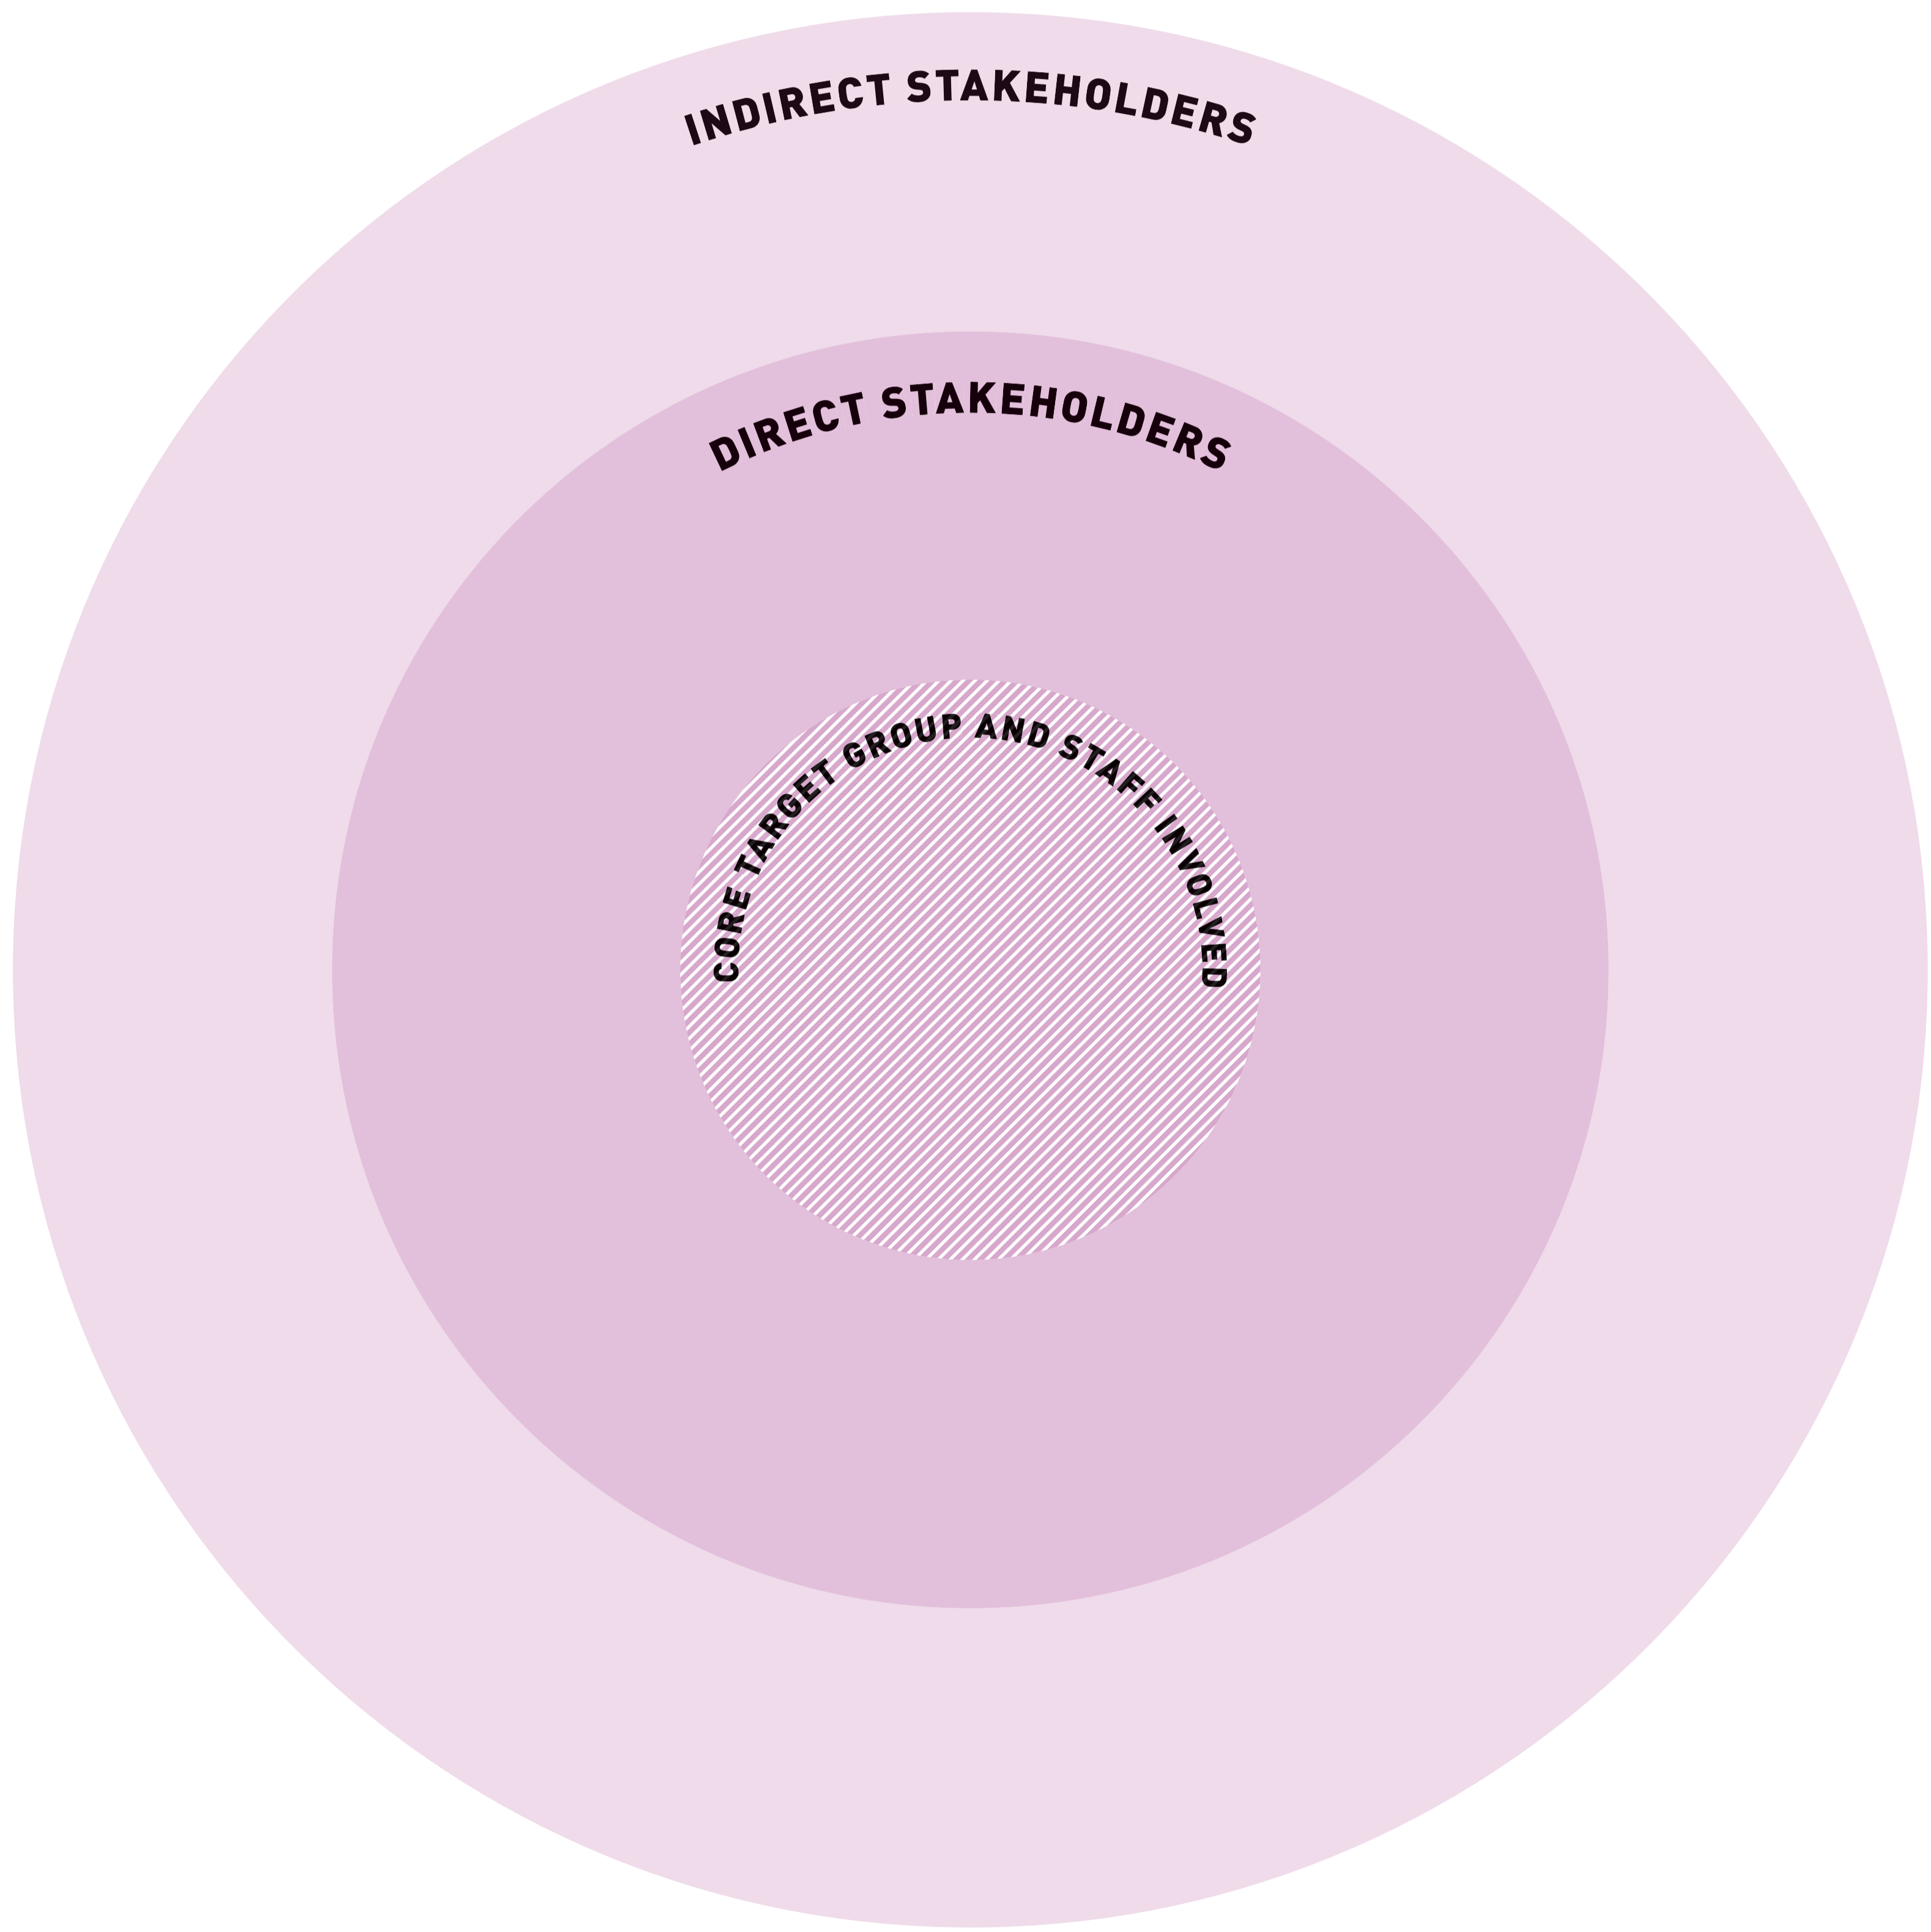 INDIRECT STAKEHOLDERS
DIRECT STAKEHOLDERS
CORE TARGET GROUP AND STAFF INVOLVED